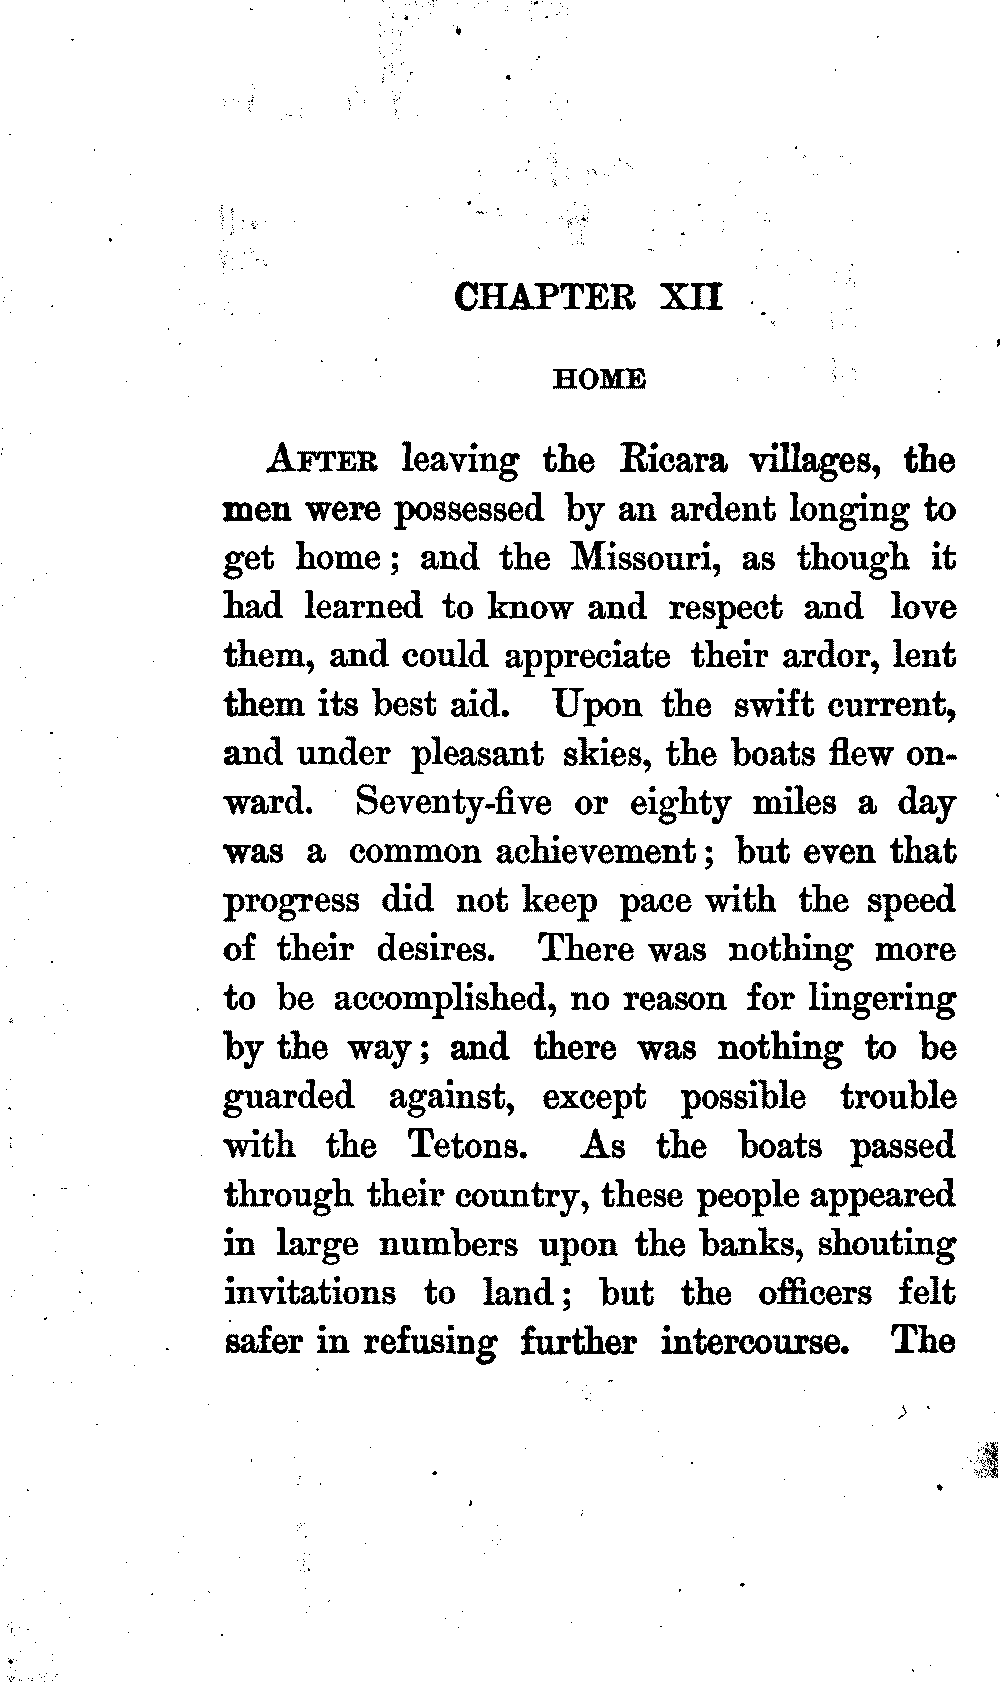 CHAPTER XII
HOME
AFTER leaving the Ricara villages, the
men were possessed by an ardent longing to
get home; and the Missouri, as though it
had learned to know and respect and love
them, and could appreciate their ardor, lent
them its best aid. Upon the swift current,
and under pleasant skies, the boats flew on-
ward. Seventy-five or eighty miles a day
was a common achievement; but even that
progress did not keep pace with the speed
of their desires. There was nothing more
to be accomplished, no reason for lingering
by the way; and there was nothing to be
guarded against, except possible trouble
with the Tetons. As the boats passed
through their country, these people appeared
in large numbers upon the banks, shouting
invitations to land; but the officers felt
safer in refusing further intercourse. The